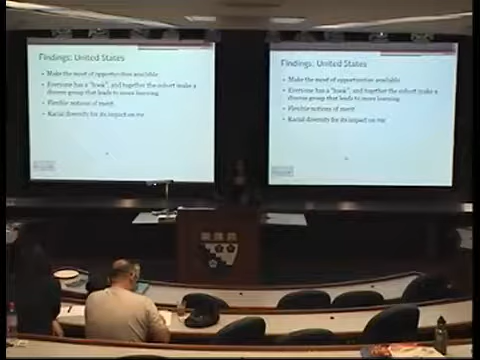 Findings: United States
• Make the most of opportunities available
• Everyone has a "hook", and together the cohort make a
diverse group that leads to more learning
• Flexible notions of merit
• Racial diversity for its impact on me
Findings: United States
• Make the most of opportunities available
• Everyone has a "hook", and together the cohort make a
diverse group that leads to more learning
• Flexible notions of merit
• Racial diversity for its impact on me